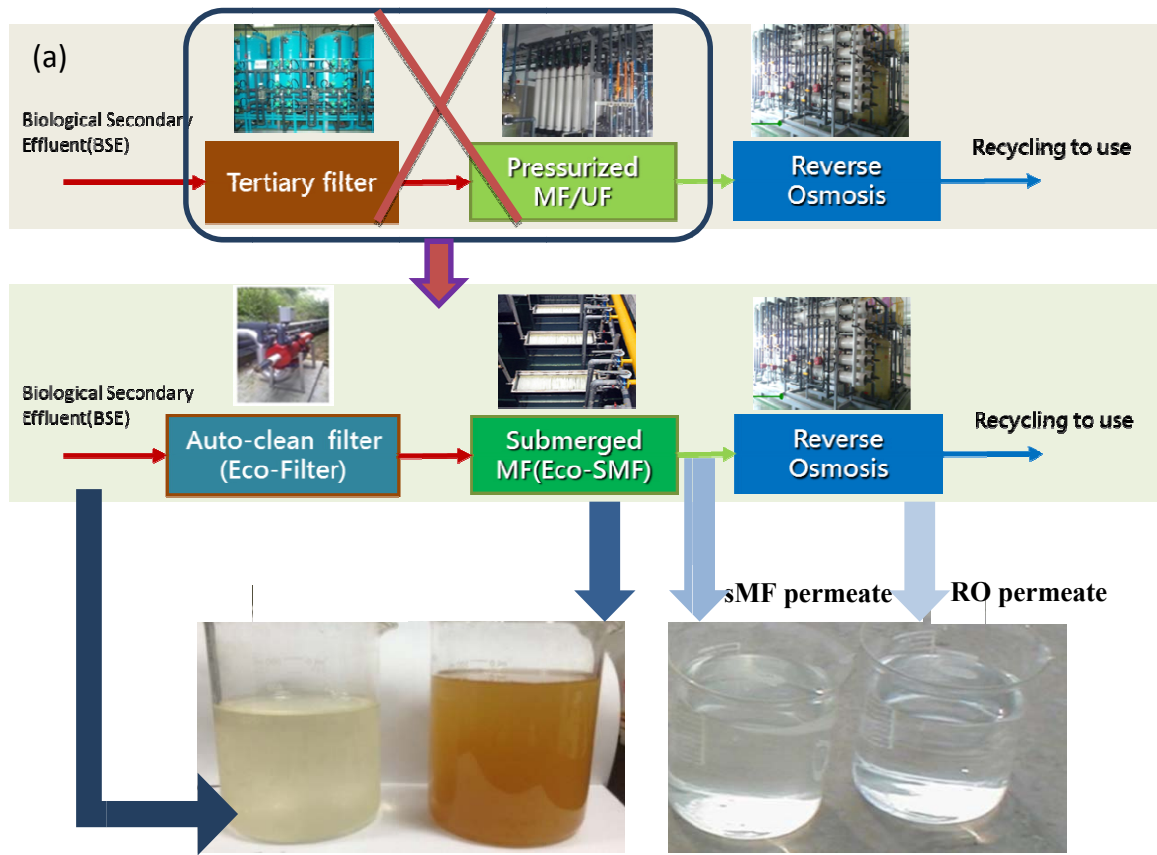 (a)
Biological Secondary
Effluent(BSE)
Tertiary filter
Pressurized
MF/UF
Reverse
Osmosis
Recycling to use
Biological Secondary
Effluent(BSE)
Auto-clean filter
(Eco-Filter)
Submerged
MF(Eco-SMF)
Reverse
Osmosis
Recycling to use
sMF permeate
RO permeate